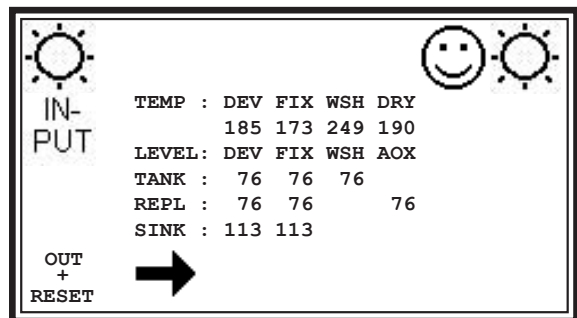 IN-
PUT
TEMP : DEV FIX WSH DRY
185 173 249 190
LEVEL: DEV FIX WSH AOX
TANK : 76 76 76
REPL : 76 76 76
SINK : 113 113
OUT
+
RESET